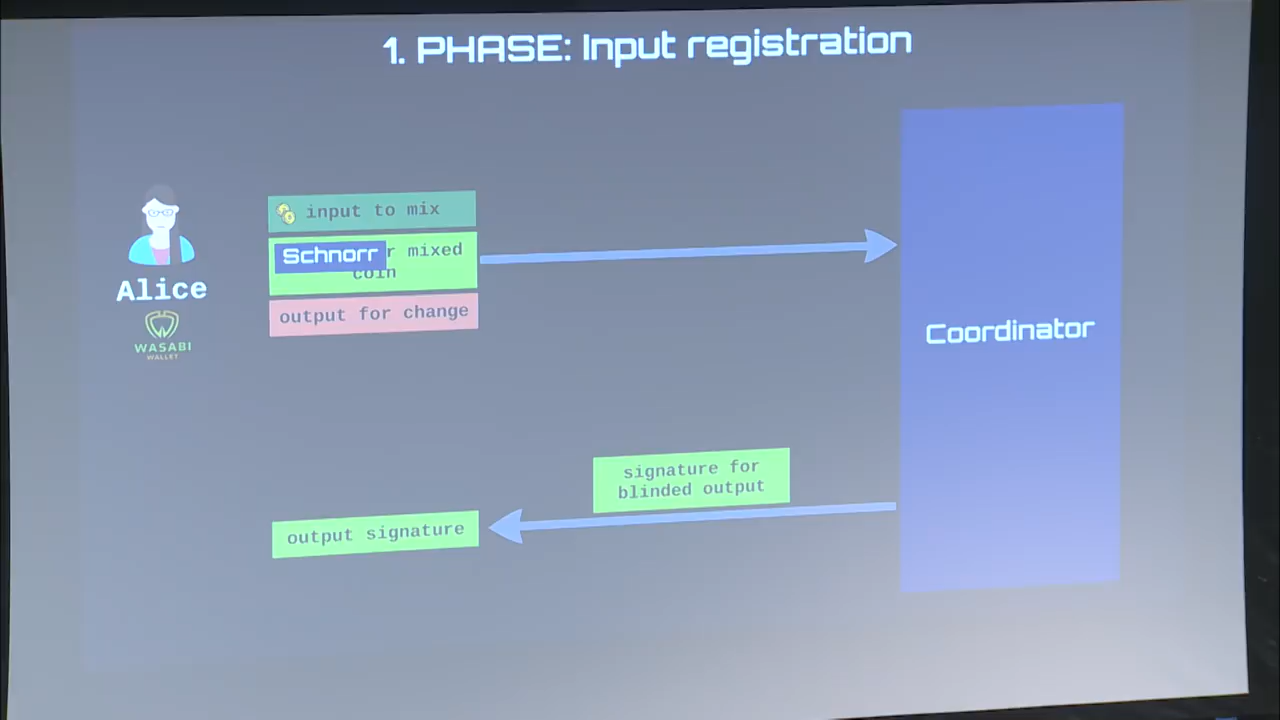 1. PHASE: Input registration
input to mix
Schnorr mixed
coin
Alice
output for change
WASABI
WALLET
Coordinator
signature for
blinded output
output signature